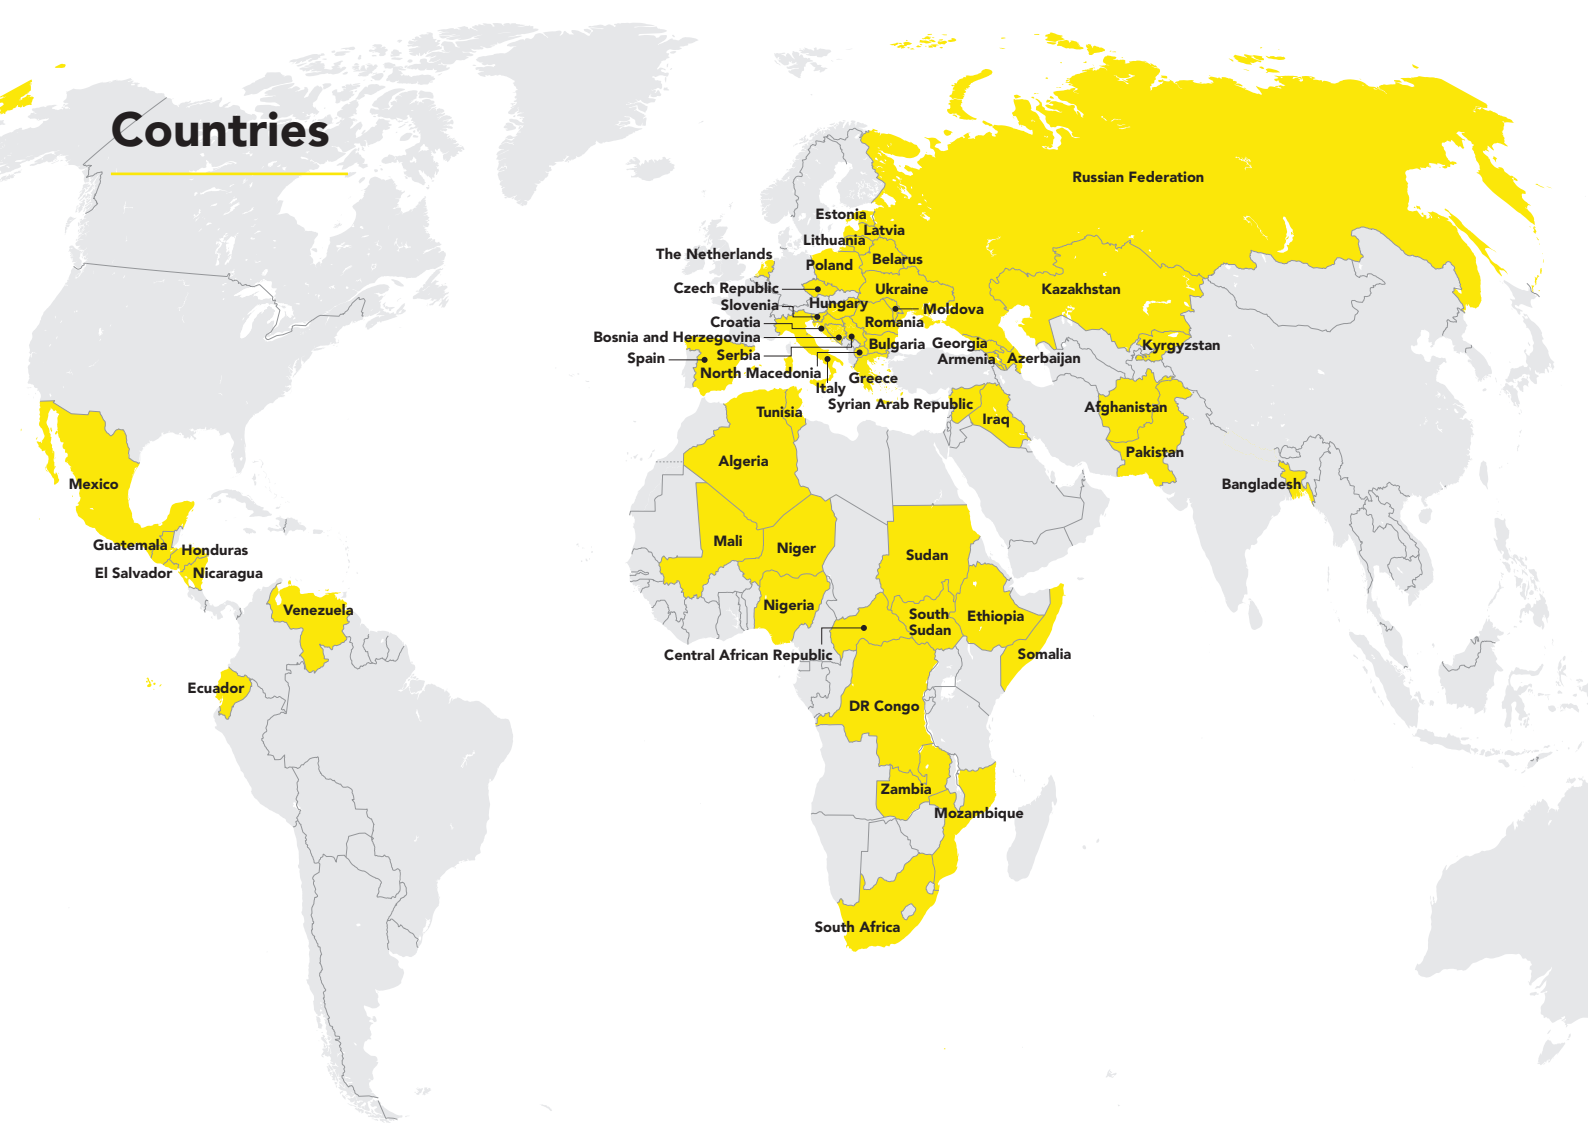 Countries
Russian Federation
Estonia
Latvia
Lithuania
The Netherlands
Belarus
Poland
Czech Republic
Ukraine
Kazakhstan
Slovenia
Hungary
Moldova
Croatia
Romania
Bosnia and Herzegovina
Bulgaria
Georgia
Kyrgyzstan
Serbia
Spain
Armenia
Azerbaijan
North Macedonia
Greece
Italy
Syrian Arab Republic
Afghanistan
Tunisia
Iraq
Pakistan
Algeria
Mexico
Bangladesh
Mali
Guatemala
Honduras
Niger
Sudan
El Salvador
Nicaragua
Nigeria
Venezuela
South
Sudan
Ethiopia
Central African Republic
Somalia
Ecuador
DR Congo
Zambia
Mozambique
South Africa